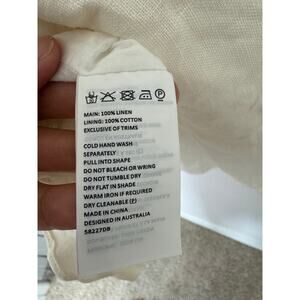 MAIN: 100% LINEN
LINING: 100% COTTON
EXCLUSIVE OF TRIMS
COLD HAND WASH
SEPARATELY
PULL INTO SHAPE
DO NOT BLEACH OR WRING
DO NOT TUMBLE DRY
DRY FLAT IN SHADE
WARM IRON IF REQUIRED
DRY CLEANABLE (P)
MADE IN CHINA
DESIGNED IN AUSTRALIA
58227DB